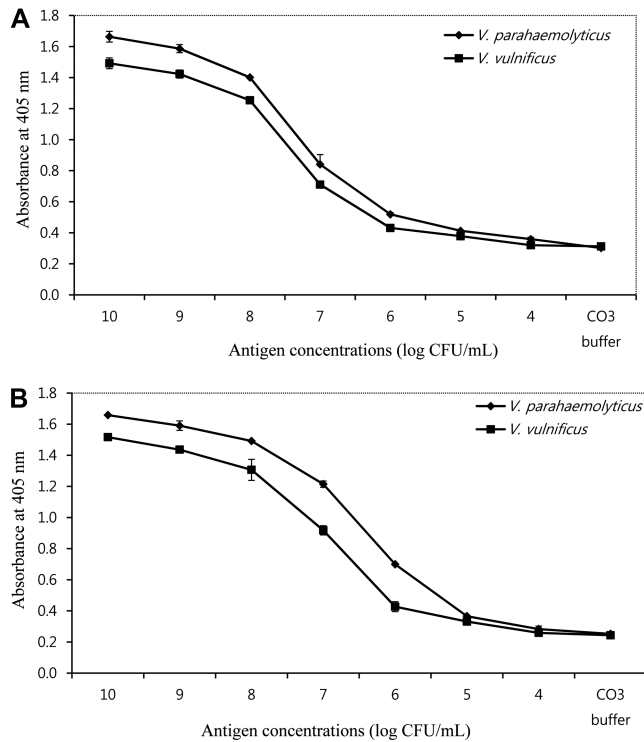 A
1.8
1.6
1.4
1.2
1.0
0.8
0.6
0.4
0.2
0.0
Absorbance at 405 nm
V. parahaemolyticus
V. vulnificus
10 9 8 7 6 5 4 CO3
buffer
Antigen concentrations (log CFU/mL)
B
1.8
1.6
1.4
1.2
1.0
0.8
0.6
0.4
0.2
0.0
Absorbance at 405 nm
V. parahaemolyticus
V. vulnificus
10 9 8 7 6 5 4 CO3
buffer
Antigen concentrations (log CFU/mL)